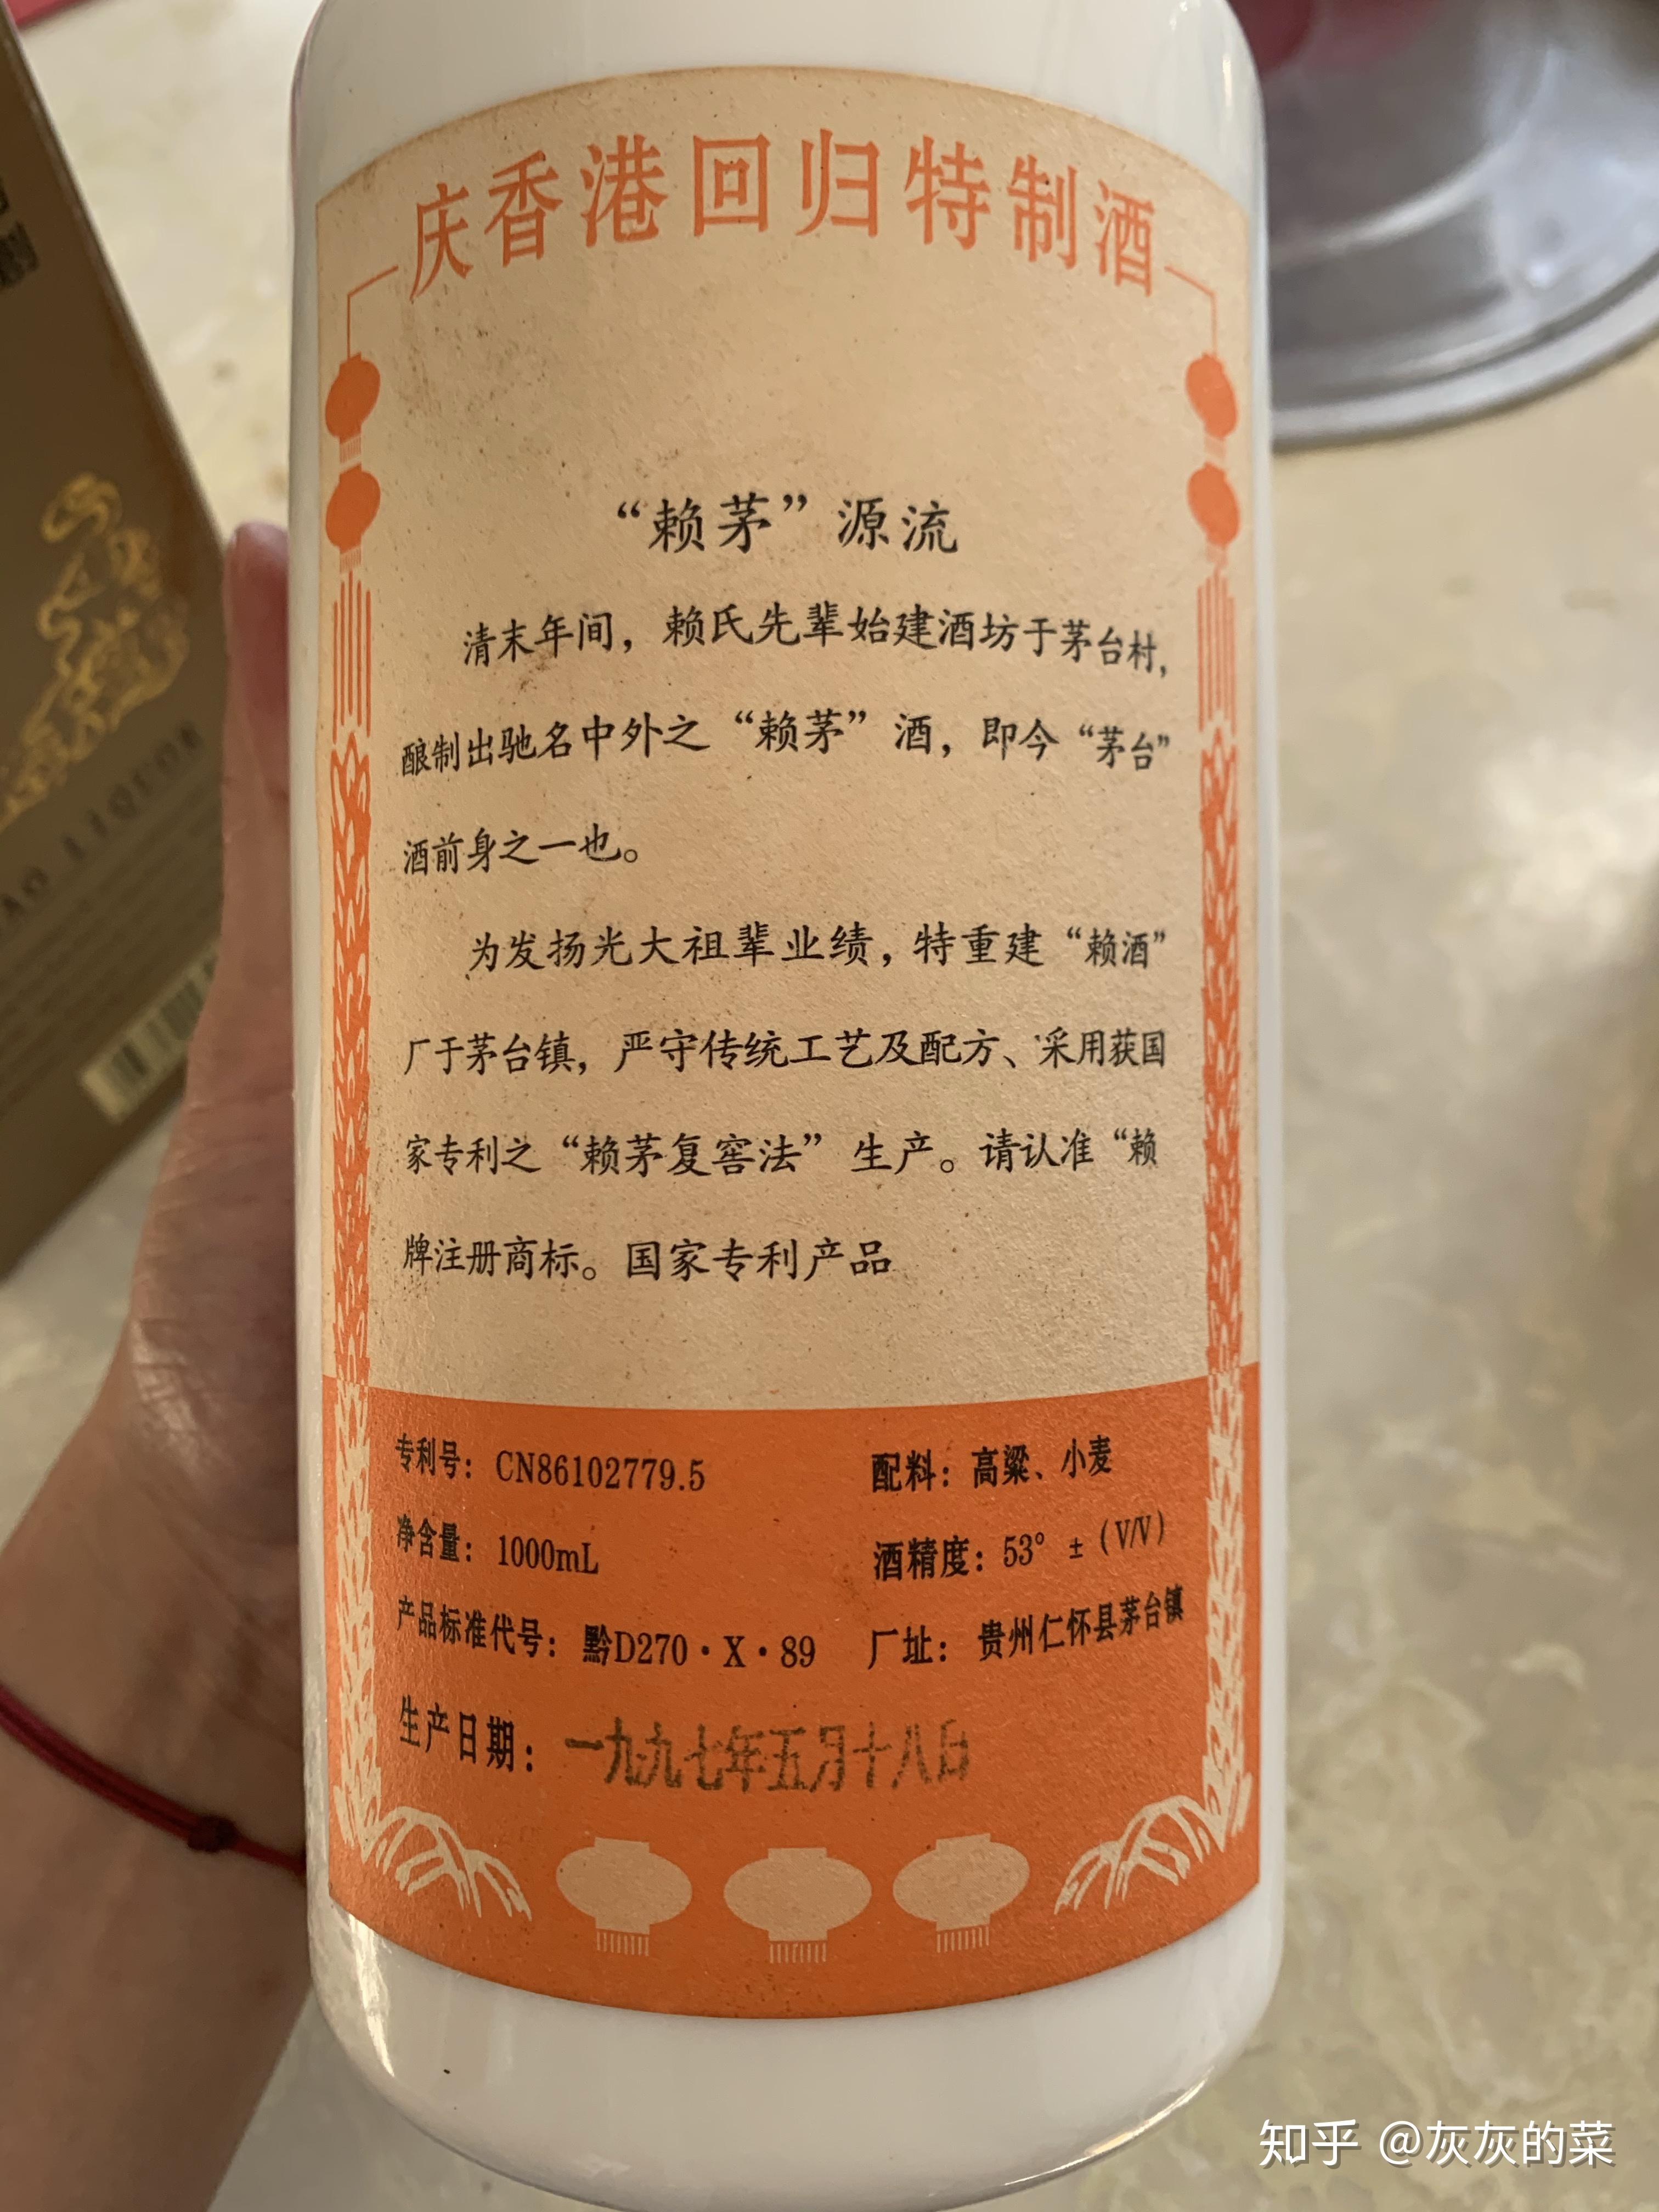 庆香港回归特制酒
“赖茅”源流
清末年间，赖氏先辈始建酒坊于茅台村，
酿制出驰名中外之“赖茅”酒，即今“茅台”
酒前身之一也。
为发扬光大祖辈业绩，特重建“赖酒”
厂于茅台镇，严守传统工艺及配方、采用获国
家专利之“赖茅复窖法”生产。请认准“赖
牌注册商标。国家专利产品
专利号：CN86102779.5
配料：高粱、小麦
净含量：1000mL
酒精度：53° ±（V/V）
产品标准代号：黔D270·X·89
厂址：贵州仁怀县茅台镇
生产日期：一九九七年五月十八日
AO LIQUOR
知乎 @灰灰的菜